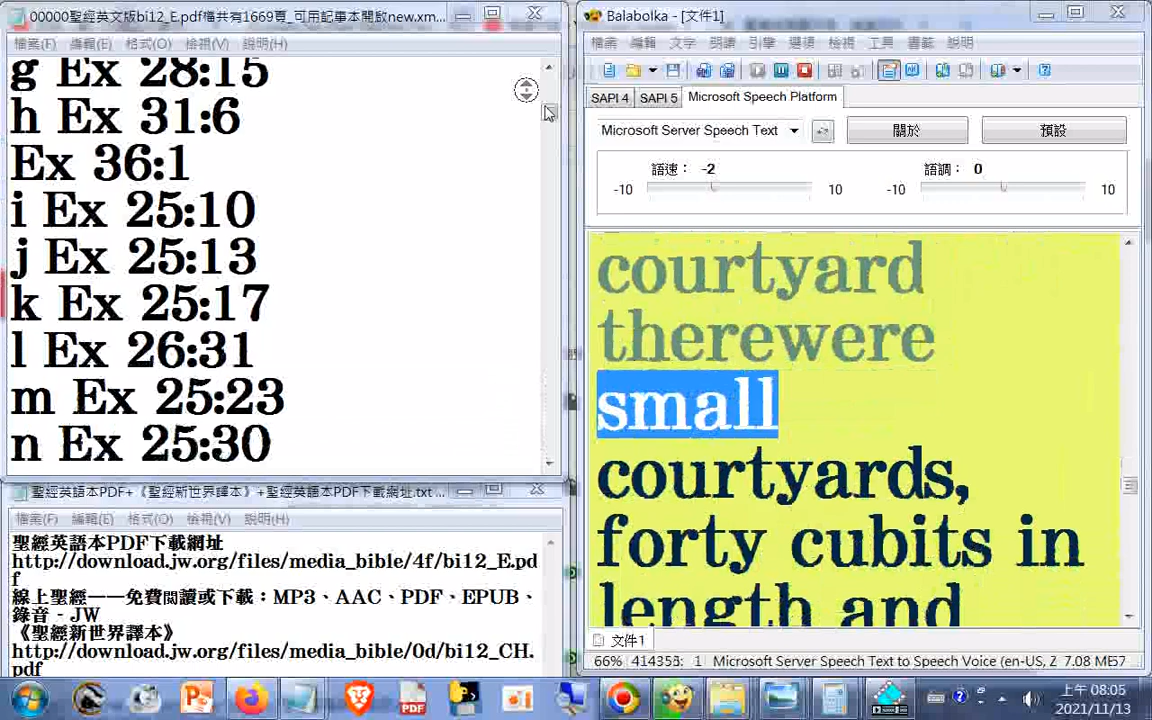 00000聖經英文版bi12_E.pdf檔共有1669頁_可用記事本開啟new.xm...
檔案(F) 編輯(E) 格式(O) 檢視(V) 說明(H)
g Ex 28:15
h Ex 31:6
Ex 36:1
i Ex 25:10
j Ex 25:13
k Ex 25:17
l Ex 26:31
m Ex 25:23
n Ex 25:30
聖經英語本PDF+《聖經新世界譯本》+聖經英語本PDF下載網址.txt ...
檔案(F) 編輯(E) 格式(O) 檢視(V) 說明(H)
聖經英語本PDF下載網址
http://download.jw.org/files/media_bible/4f/bi12_E.pd
f
線上聖經——免費閱讀或下載：MP3、AAC、PDF、EPUB、
錄音 - JW
《聖經新世界譯本》
http://download.jw.org/files/media_bible/0d/bi12_CH.
pdf
Balabolka - [文件1]
檔案 編輯 文字 朗讀 引擎 選項 檢視 工具 書籤 說明
SAPI 4 SAPI 5 Microsoft Speech Platform
Microsoft Server Speech Text 關於 預設
語速： -2 語調： 0
-10 10 -10 10
courtyard
therewere
small
courtyards,
forty cubits in
length and
文件1
66% 414353: 1 Microsoft Server Speech Text to Speech Voice (en-US, Z 7.08 ME57
上午 08:05
2021/11/13